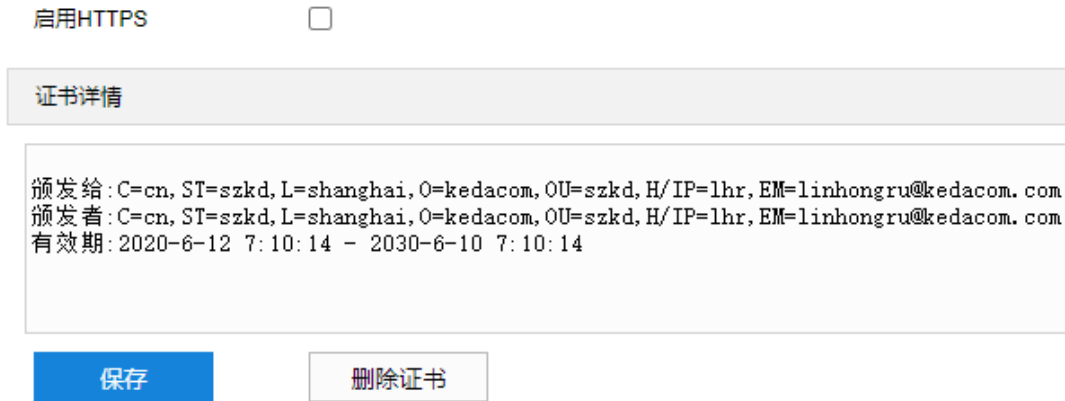 启用HTTPS
证书详情
颁发给:C=cn,ST=szkd,L=shanghai,O=kedacom,OU=szkd,H/IP=lhr,EM=linhongru@kedacom.com
颁发者:C=cn,ST=szkd,L=shanghai,O=kedacom,OU=szkd,H/IP=lhr,EM=linhongru@kedacom.com
有效期:2020-6-12 7:10:14 - 2030-6-10 7:10:14
保存 删除证书